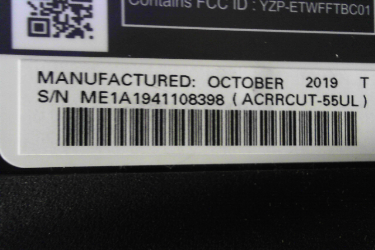 Contains FCC ID : YZP-ETWFFTBC01
MANUFACTURED: OCTOBER 2019 T
S/N ME1A1941108398 ( ACRRCUT-55UL )